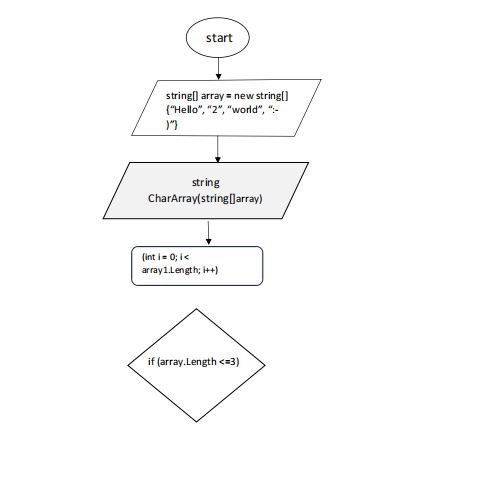 start
string[] array = new string[]
{“Hello”, “2”, “world”, “:-
)”}
string
CharArray(string[]array)
(int i = 0; i <
array1.Length; i++)
if (array.Length <=3)